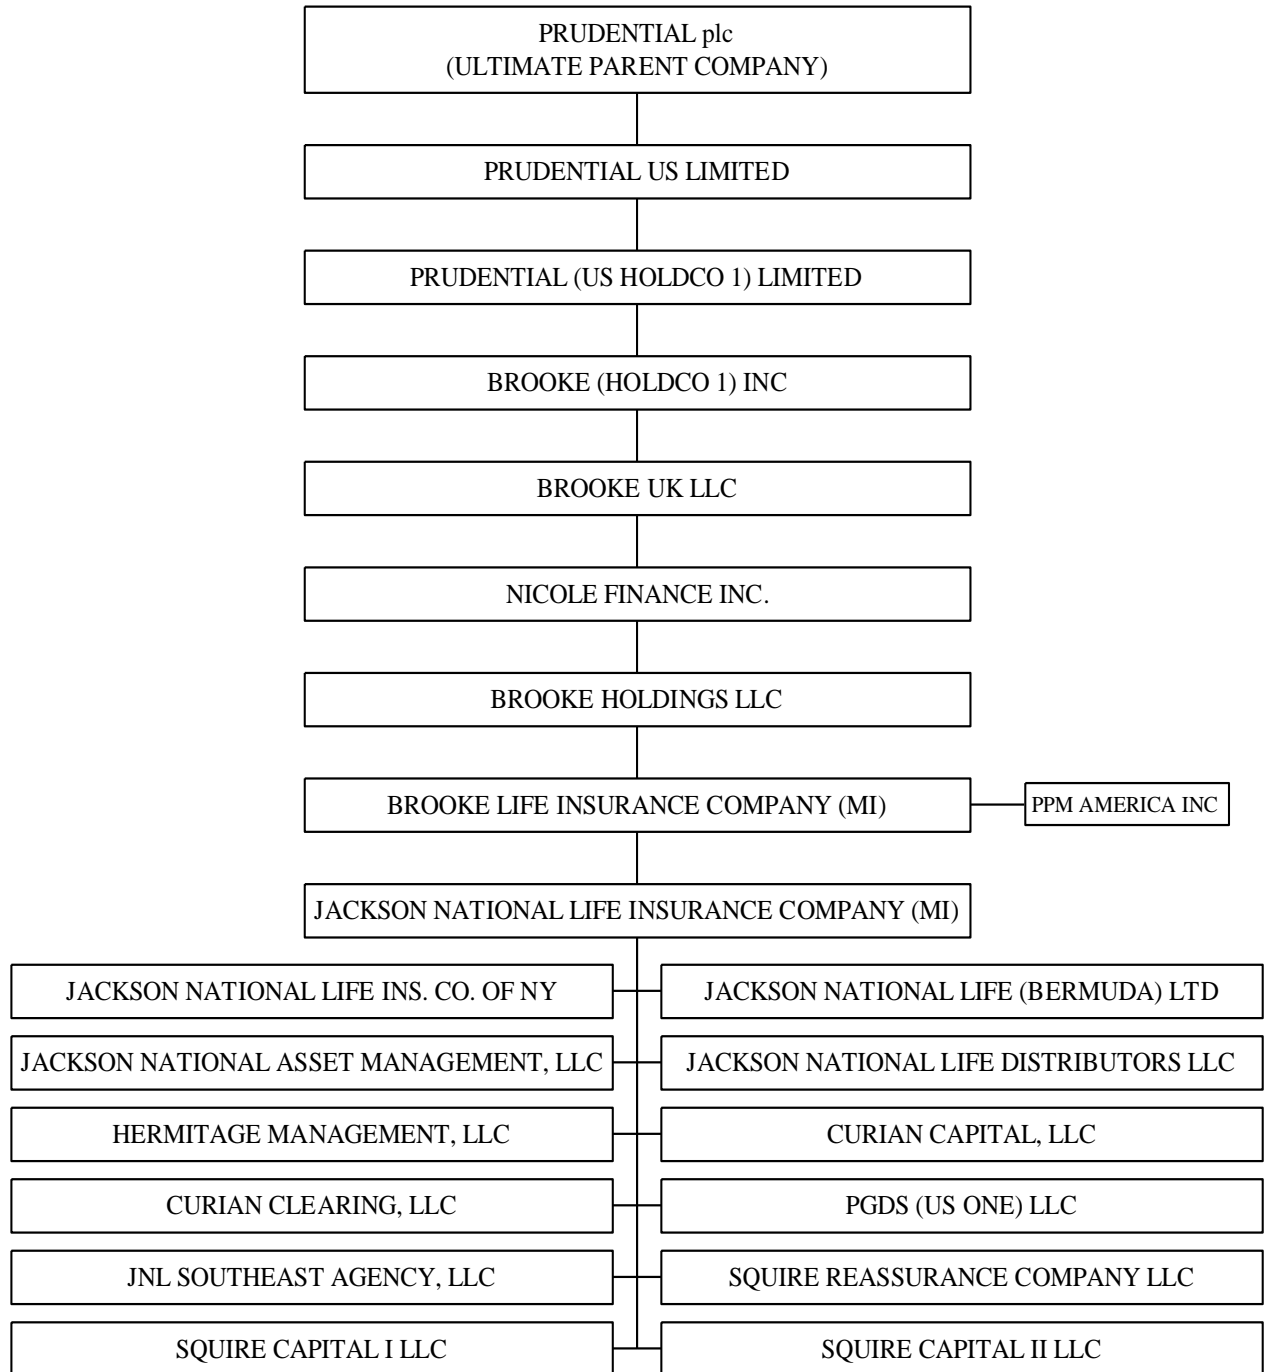 PRUDENTIAL plc
(ULTIMATE PARENT COMPANY)
PRUDENTIAL US LIMITED
PRUDENTIAL (US HOLDCO 1) LIMITED
BROOKE (HOLDCO 1) INC
BROOKE UK LLC
NICOLE FINANCE INC.
BROOKE HOLDINGS LLC
BROOKE LIFE INSURANCE COMPANY (MI)
PPM AMERICA INC
JACKSON NATIONAL LIFE INSURANCE COMPANY (MI)
JACKSON NATIONAL LIFE INS. CO. OF NY
JACKSON NATIONAL LIFE (BERMUDA) LTD
JACKSON NATIONAL ASSET MANAGEMENT, LLC
JACKSON NATIONAL LIFE DISTRIBUTORS LLC
HERMITAGE MANAGEMENT, LLC
CURIAN CAPITAL, LLC
CURIAN CLEARING, LLC
PGDS (US ONE) LLC
JNL SOUTHEAST AGENCY, LLC
SQUIRE REASSURANCE COMPANY LLC
SQUIRE CAPITAL I LLC
SQUIRE CAPITAL II LLC